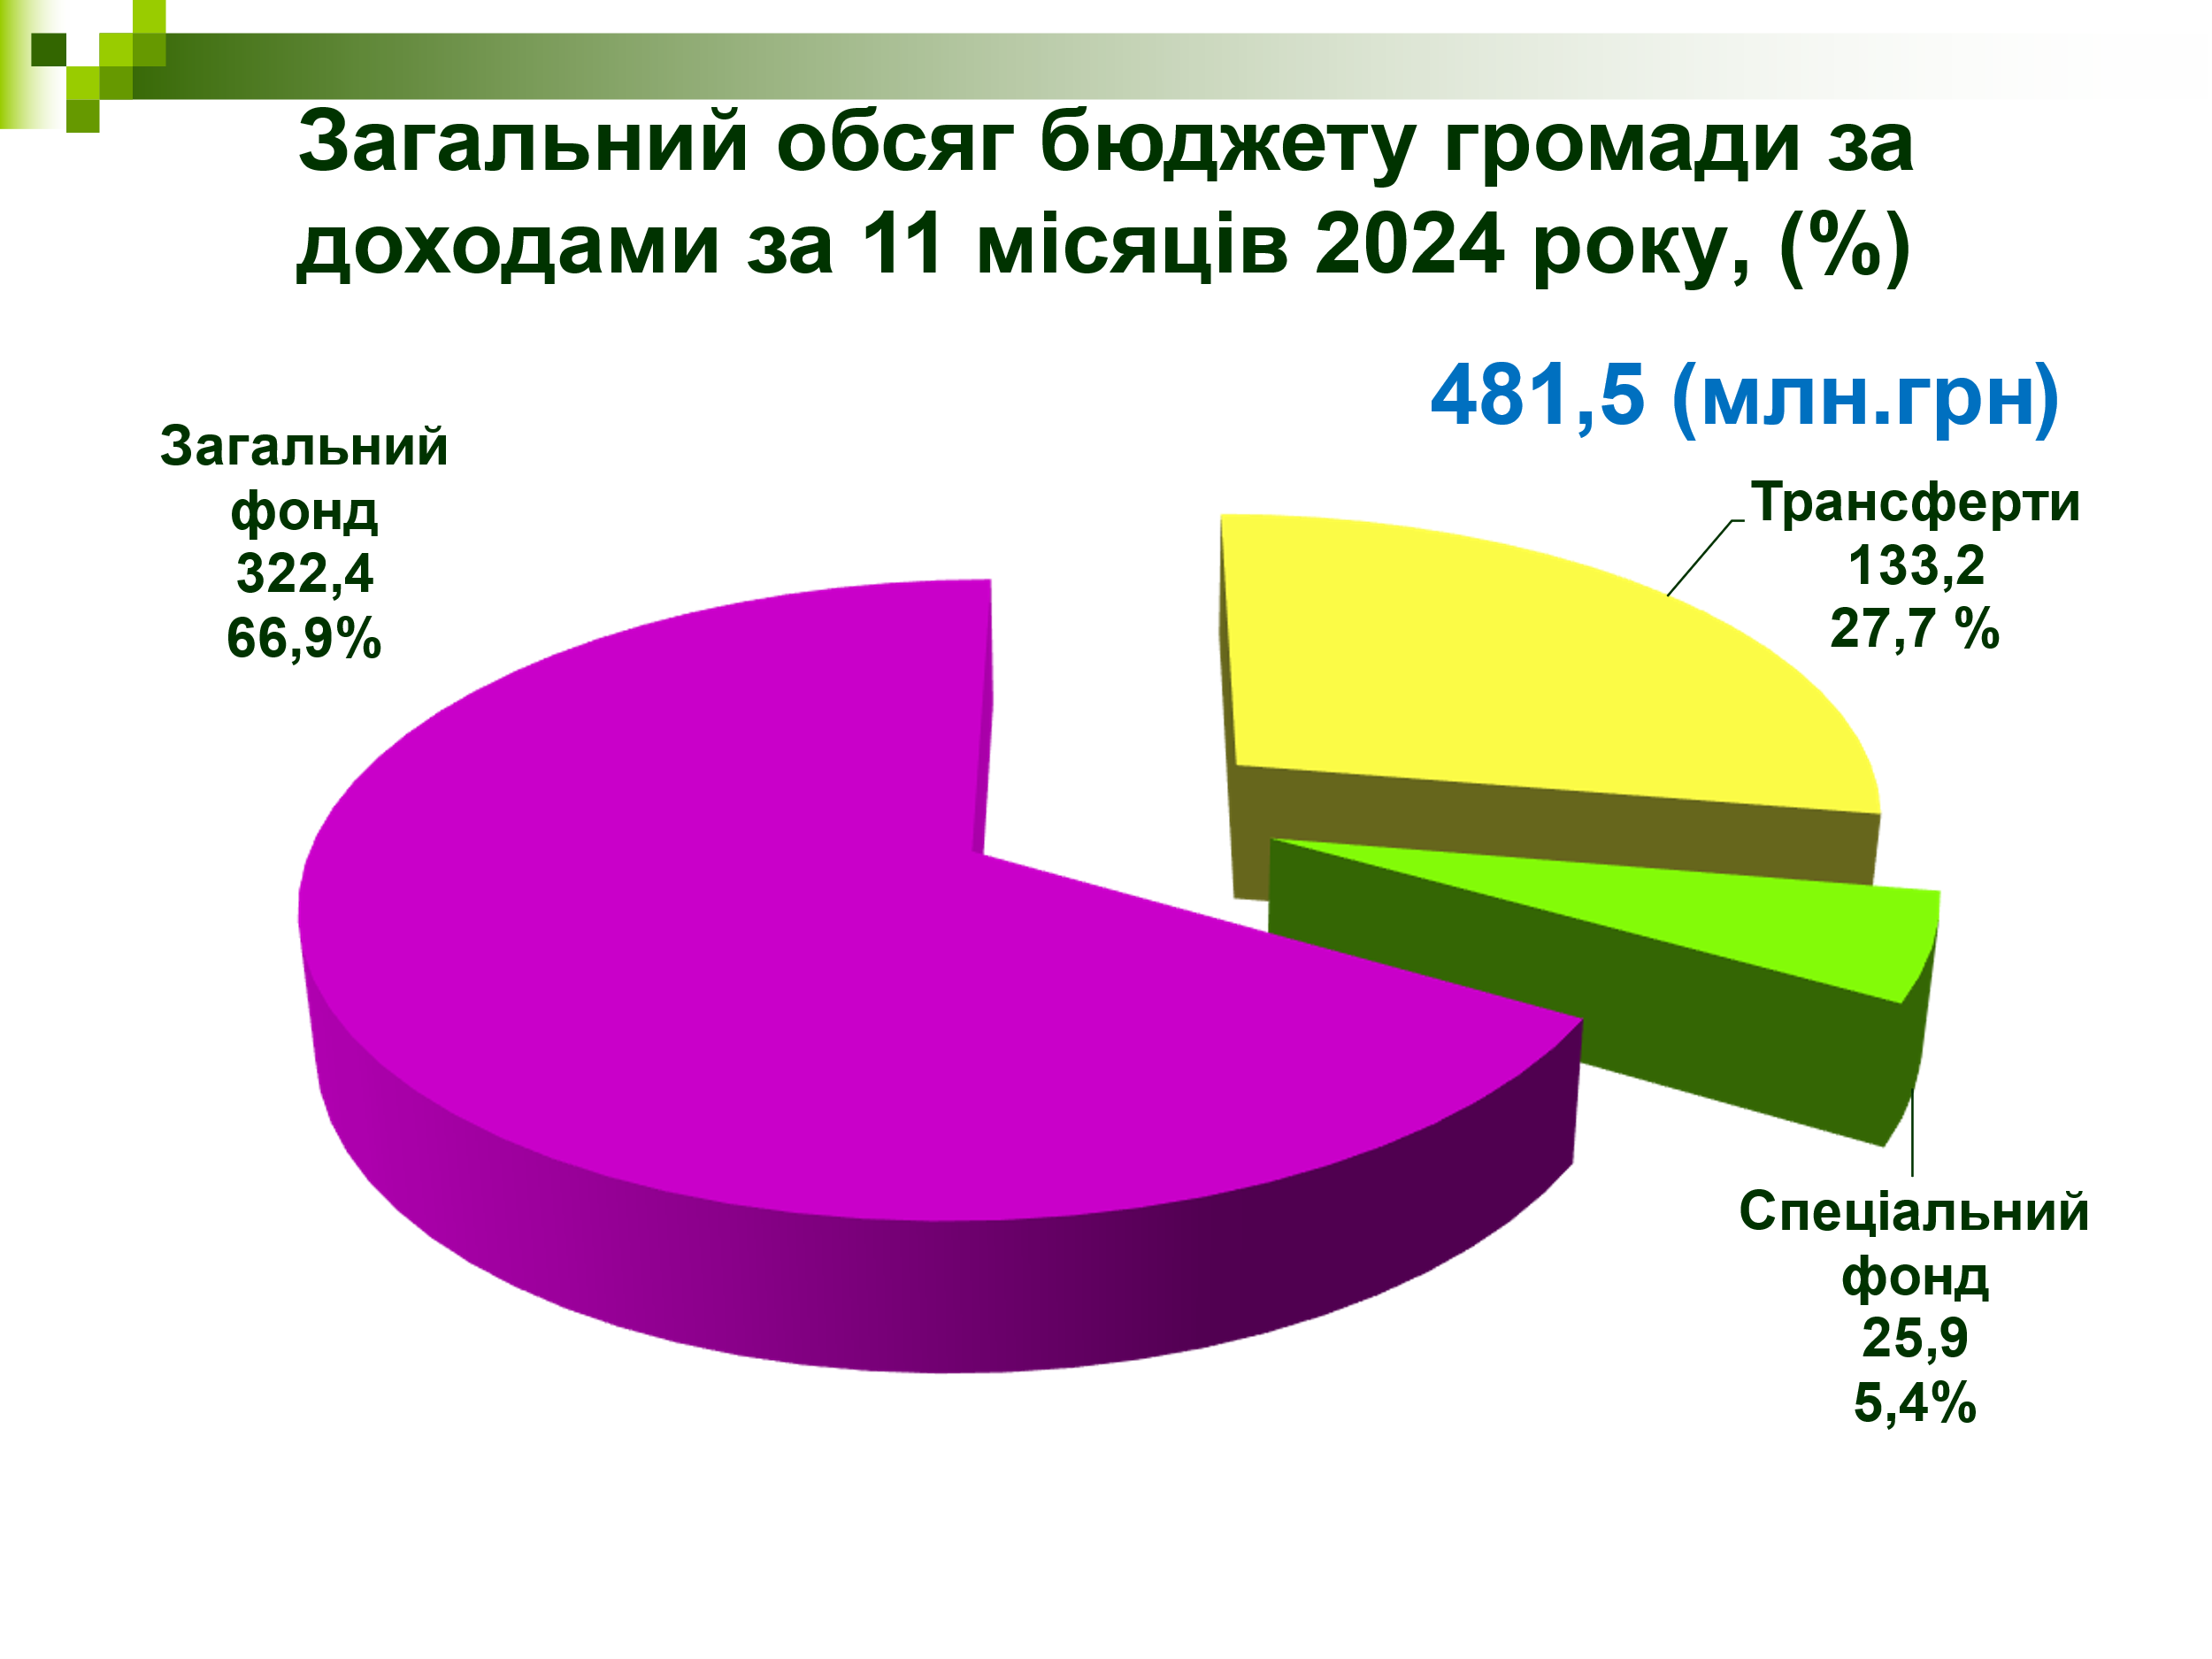 Загальний обсяг бюджету громади за
доходами за 11 місяців 2024 року, (%)
481,5 (млн.грн)
Загальний
фонд
322,4
66,9%
Трансферти
133,2
27,7 %
Спеціальний
фонд
25,9
5,4%